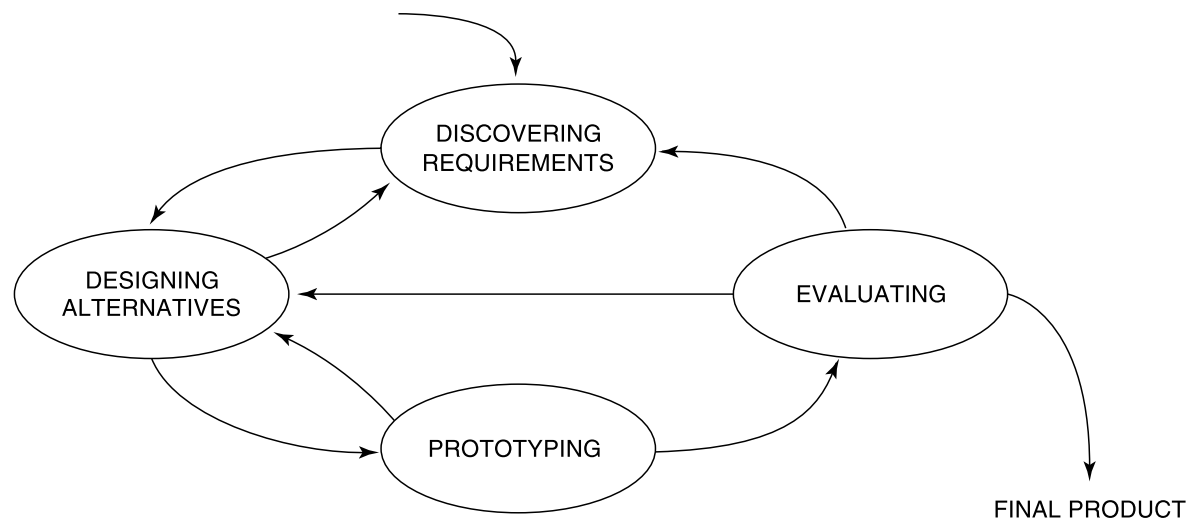 DISCOVERING
REQUIREMENTS
DESIGNING
ALTERNATIVES
EVALUATING
PROTOTYPING
FINAL PRODUCT